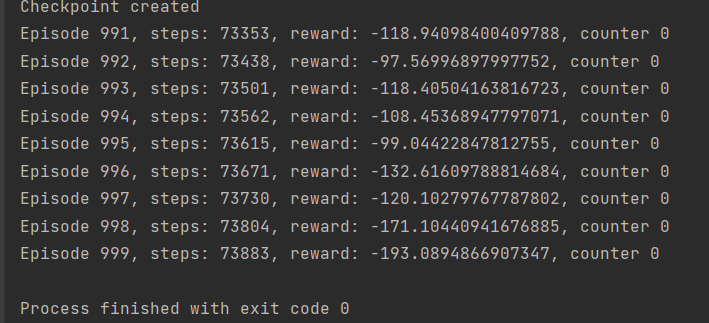 Checkpoint created
Episode 991, steps: 73353, reward: -118.94098400409788, counter 0
Episode 992, steps: 73438, reward: -97.56996897997752, counter 0
Episode 993, steps: 73501, reward: -118.40504163816723, counter 0
Episode 994, steps: 73562, reward: -108.45368947797071, counter 0
Episode 995, steps: 73615, reward: -99.04422847812755, counter 0
Episode 996, steps: 73671, reward: -132.61609788814684, counter 0
Episode 997, steps: 73730, reward: -120.10279767787802, counter 0
Episode 998, steps: 73804, reward: -171.10440941676885, counter 0
Episode 999, steps: 73883, reward: -193.0894866907347, counter 0
Process finished with exit code 0